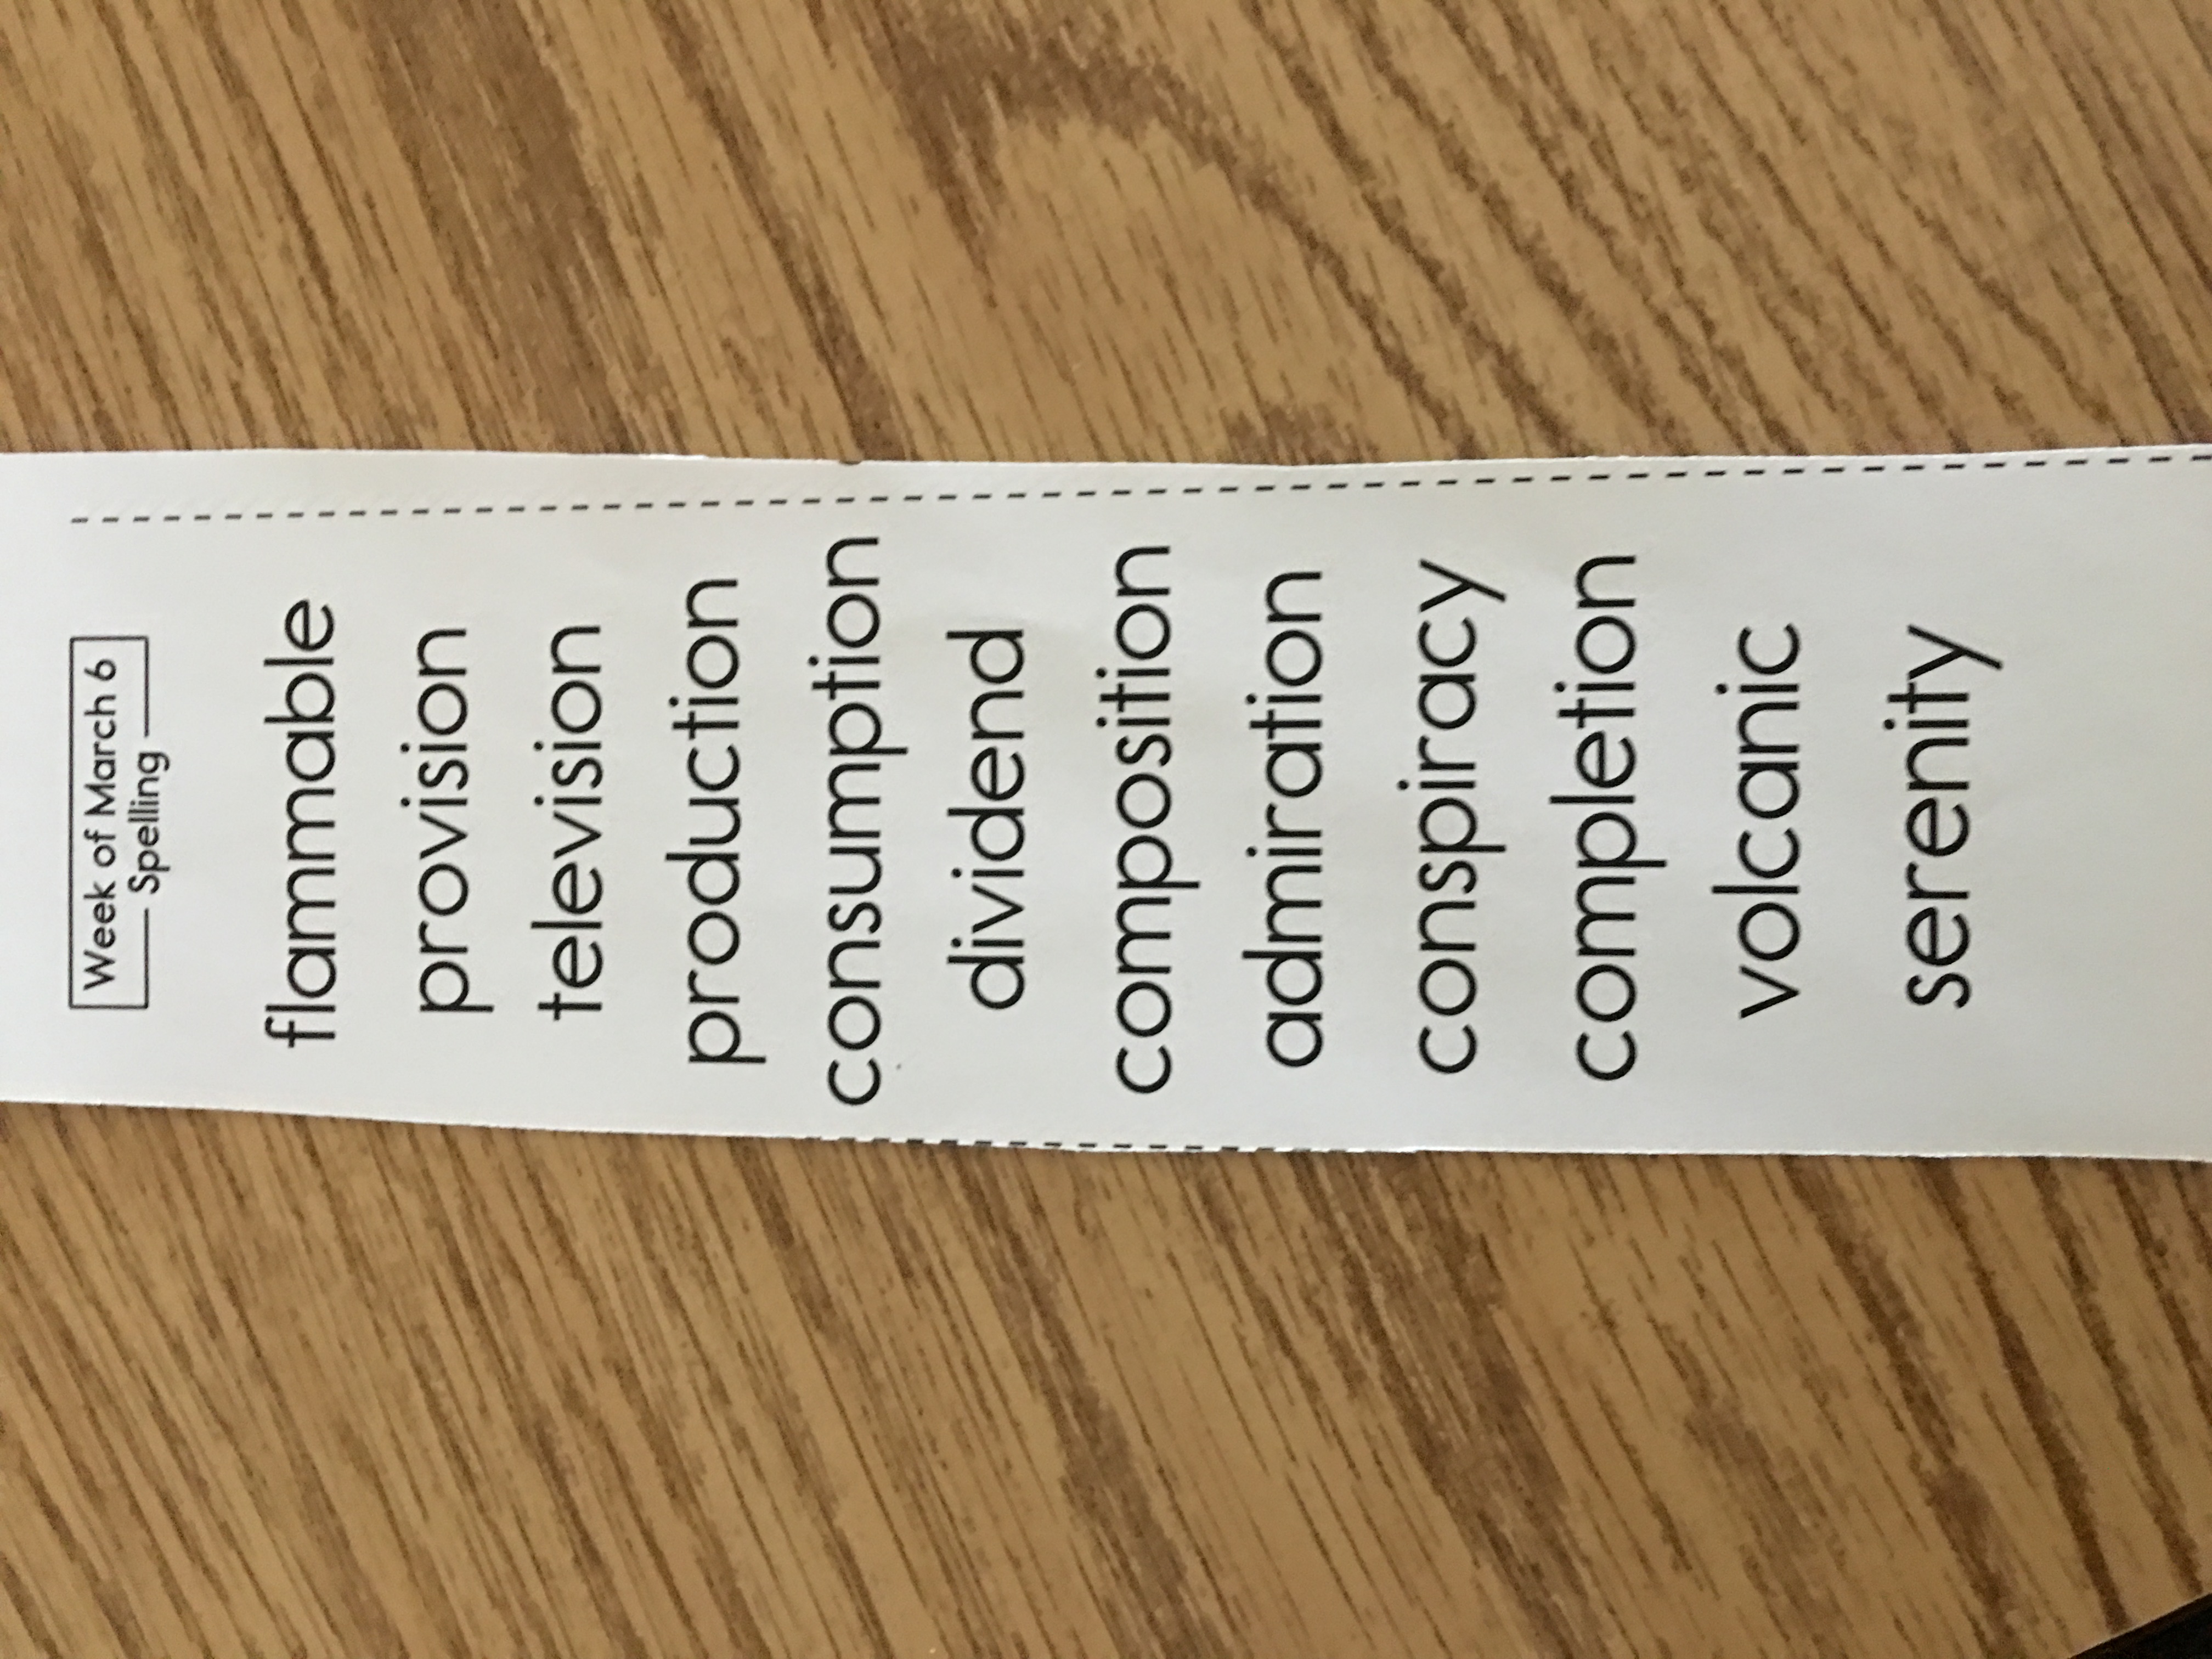 Week of March 6
Spelling
flammable
provision
television
production
consumption
dividend
composition
admiration
conspiracy
completion
volcanic
serenity